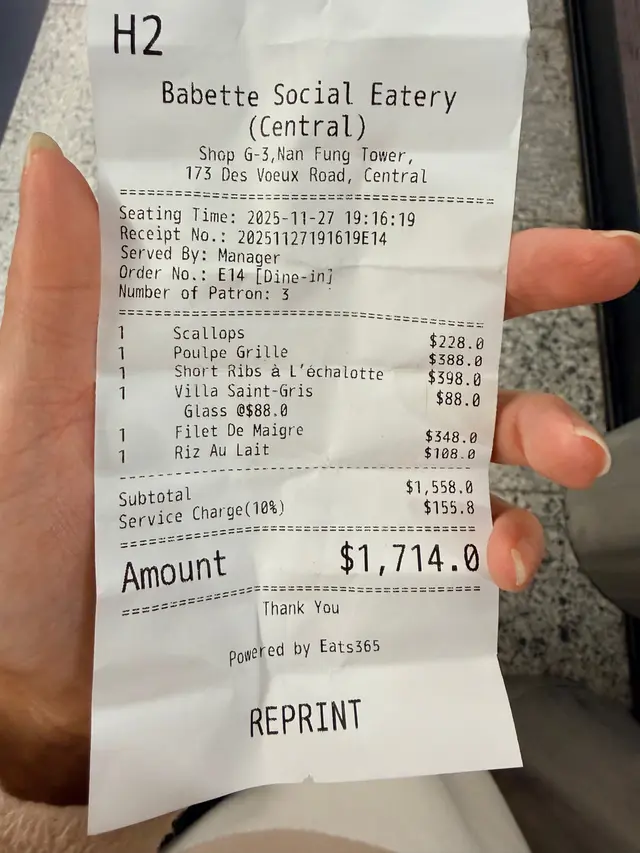 H2
Babette Social Eatery
(Central)
Shop G-3,Nan Fung Tower,
173 Des Voeux Road, Central
Seating Time: 2025-11-27 19:16:19
Receipt No.: 20251127191619E14
Served By: Manager
Order No.: E14 [Dine-in]
Number of Patron: 3
1 Scallops $228.0
1 Poulpe Grille $388.0
1 Short Ribs à L'échalotte $398.0
1 Villa Saint-Gris $88.0
Glass @$88.0
1 Filet De Maigre $348.0
1 Riz Au Lait $108.0
Subtotal $1,558.0
Service Charge(10%) $155.8
Amount $1,714.0
Thank You
Powered by Eats365
REPRINT